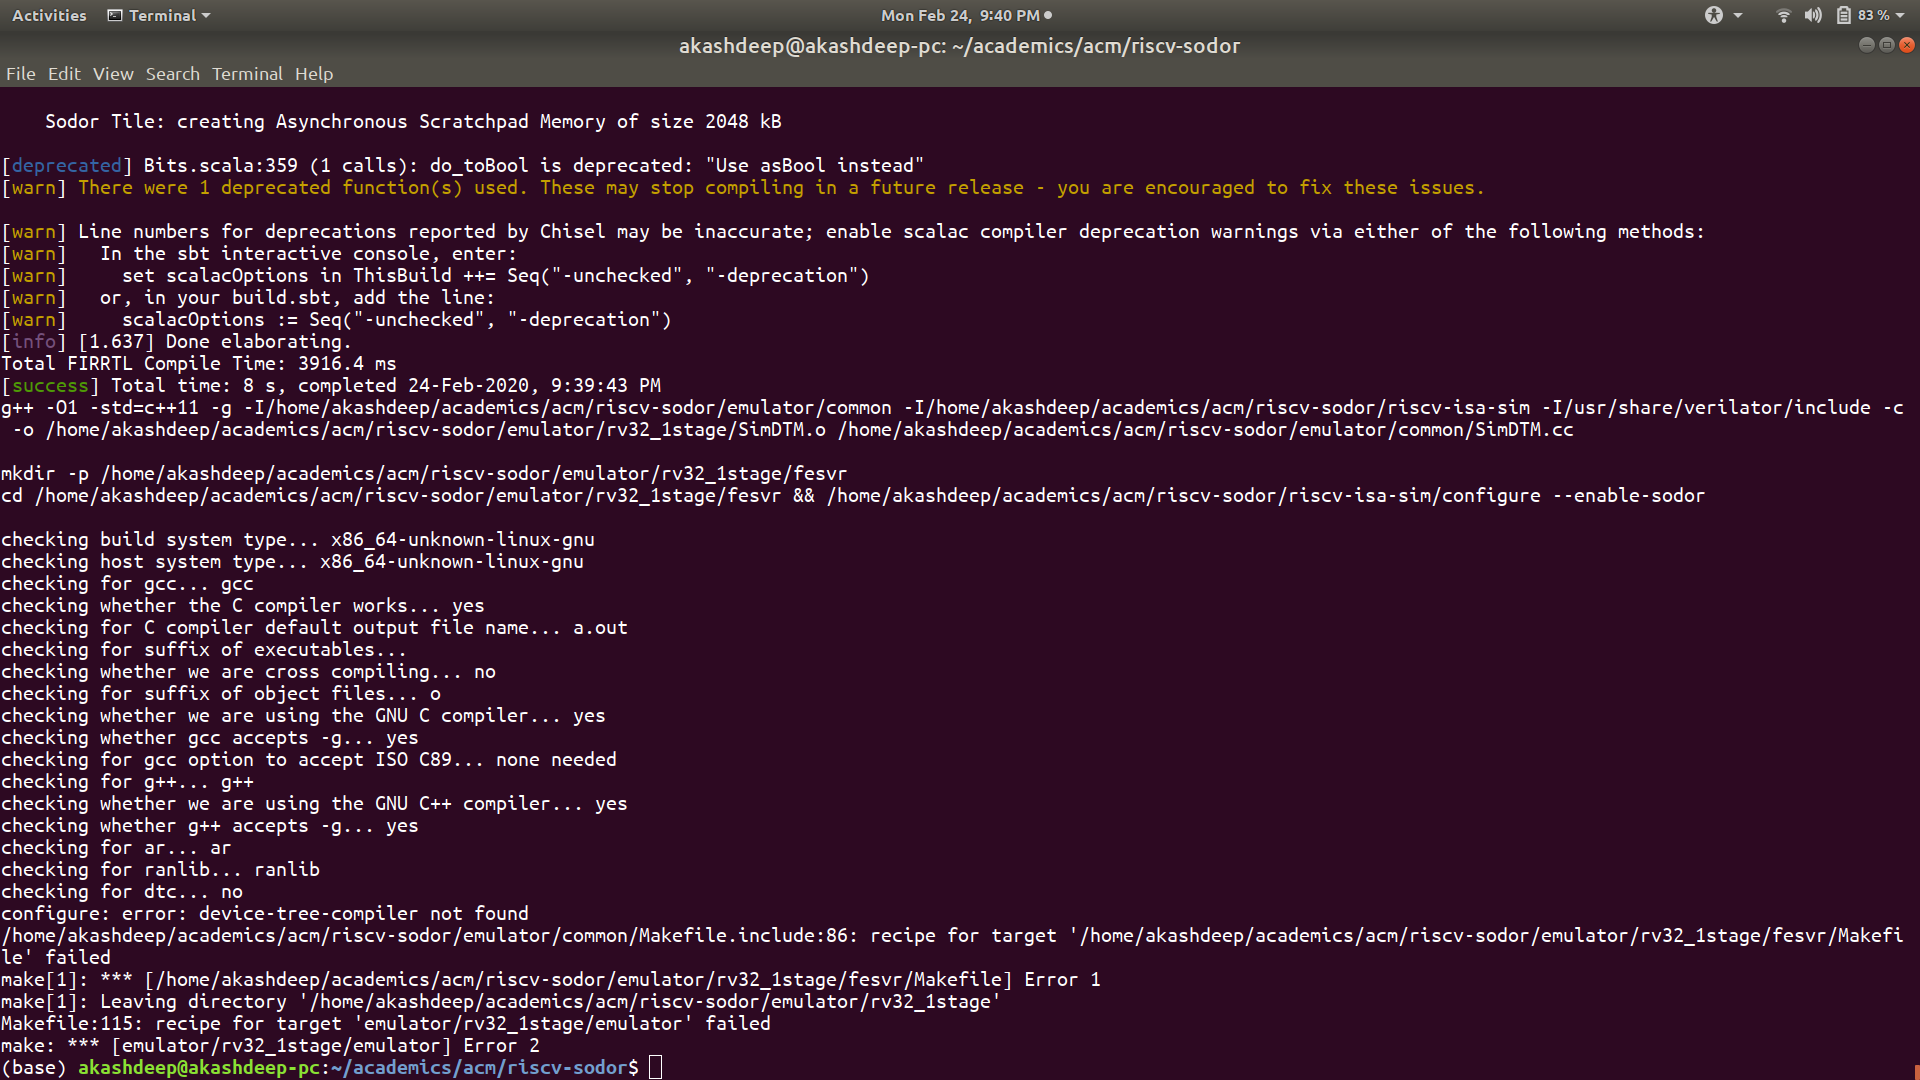 Activities Terminal Mon Feb 24, 9:40 PM 83 %
akashdeep@akashdeep-pc: ~/academics/acm/riscv-sodor
File Edit View Search Terminal Help
Sodor Tile: creating Asynchronous Scratchpad Memory of size 2048 kB
[deprecated] Bits.scala:359 (1 calls): do_toBool is deprecated: "Use asBool instead"
[warn] There were 1 deprecated function(s) used. These may stop compiling in a future release - you are encouraged to fix these issues.
[warn] Line numbers for deprecations reported by Chisel may be inaccurate; enable scalac compiler deprecation warnings via either of the following methods:
[warn]   In the sbt interactive console, enter:
[warn]     set scalacOptions in ThisBuild ++= Seq("-unchecked", "-deprecation")
[warn]   or, in your build.sbt, add the line:
[warn]     scalacOptions := Seq("-unchecked", "-deprecation")
[info] [1.637] Done elaborating.
Total FIRRTL Compile Time: 3916.4 ms
[success] Total time: 8 s, completed 24-Feb-2020, 9:39:43 PM
g++ -O1 -std=c++11 -g -I/home/akashdeep/academics/acm/riscv-sodor/emulator/common -I/home/akashdeep/academics/acm/riscv-sodor/riscv-isa-sim -I/usr/share/verilator/include -c
 -o /home/akashdeep/academics/acm/riscv-sodor/emulator/rv32_1stage/SimDTM.o /home/akashdeep/academics/acm/riscv-sodor/emulator/common/SimDTM.cc
mkdir -p /home/akashdeep/academics/acm/riscv-sodor/emulator/rv32_1stage/fesvr
cd /home/akashdeep/academics/acm/riscv-sodor/emulator/rv32_1stage/fesvr && /home/akashdeep/academics/acm/riscv-sodor/riscv-isa-sim/configure --enable-sodor
checking build system type... x86_64-unknown-linux-gnu
checking host system type... x86_64-unknown-linux-gnu
checking for gcc... gcc
checking whether the C compiler works... yes
checking for C compiler default output file name... a.out
checking for suffix of executables...
checking whether we are cross compiling... no
checking for suffix of object files... o
checking whether we are using the GNU C compiler... yes
checking whether gcc accepts -g... yes
checking for gcc option to accept ISO C89... none needed
checking for g++... g++
checking whether we are using the GNU C++ compiler... yes
checking whether g++ accepts -g... yes
checking for ar... ar
checking for ranlib... ranlib
checking for dtc... no
configure: error: device-tree-compiler not found
/home/akashdeep/academics/acm/riscv-sodor/emulator/common/Makefile.include:86: recipe for target '/home/akashdeep/academics/acm/riscv-sodor/emulator/rv32_1stage/fesvr/Makefi
le' failed
make[1]: *** [/home/akashdeep/academics/acm/riscv-sodor/emulator/rv32_1stage/fesvr/Makefile] Error 1
make[1]: Leaving directory '/home/akashdeep/academics/acm/riscv-sodor/emulator/rv32_1stage'
Makefile:115: recipe for target 'emulator/rv32_1stage/emulator' failed
make: *** [emulator/rv32_1stage/emulator] Error 2
(base) akashdeep@akashdeep-pc:~/academics/acm/riscv-sodor$